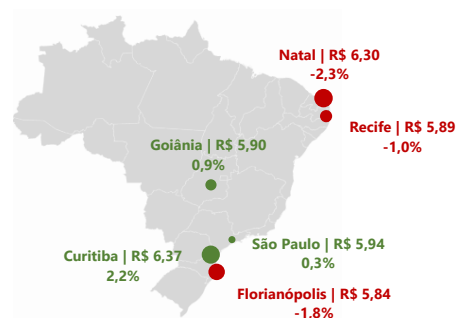 Natal | R$ 6,30
-2,3%
Recife | R$ 5,89
-1,0%
Goiânia | R$ 5,90
0,9%
São Paulo | R$ 5,94
0,3%
Curitiba | R$ 6,37
2,2%
Florianópolis | R$ 5,84
-1,8%